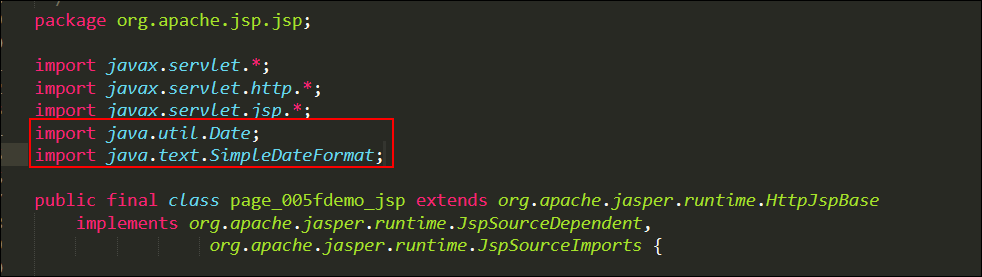 package org.apache.jsp.jsp;
import javax.servlet.*;
import javax.servlet.http.*;
import javax.servlet.jsp.*;
import java.util.Date;
import java.text.SimpleDateFormat;
public final class page_005fdemo_jsp extends org.apache.jasper.runtime.HttpJspBase
implements org.apache.jasper.runtime.JspSourceDependent,
org.apache.jasper.runtime.JspSourceImports {